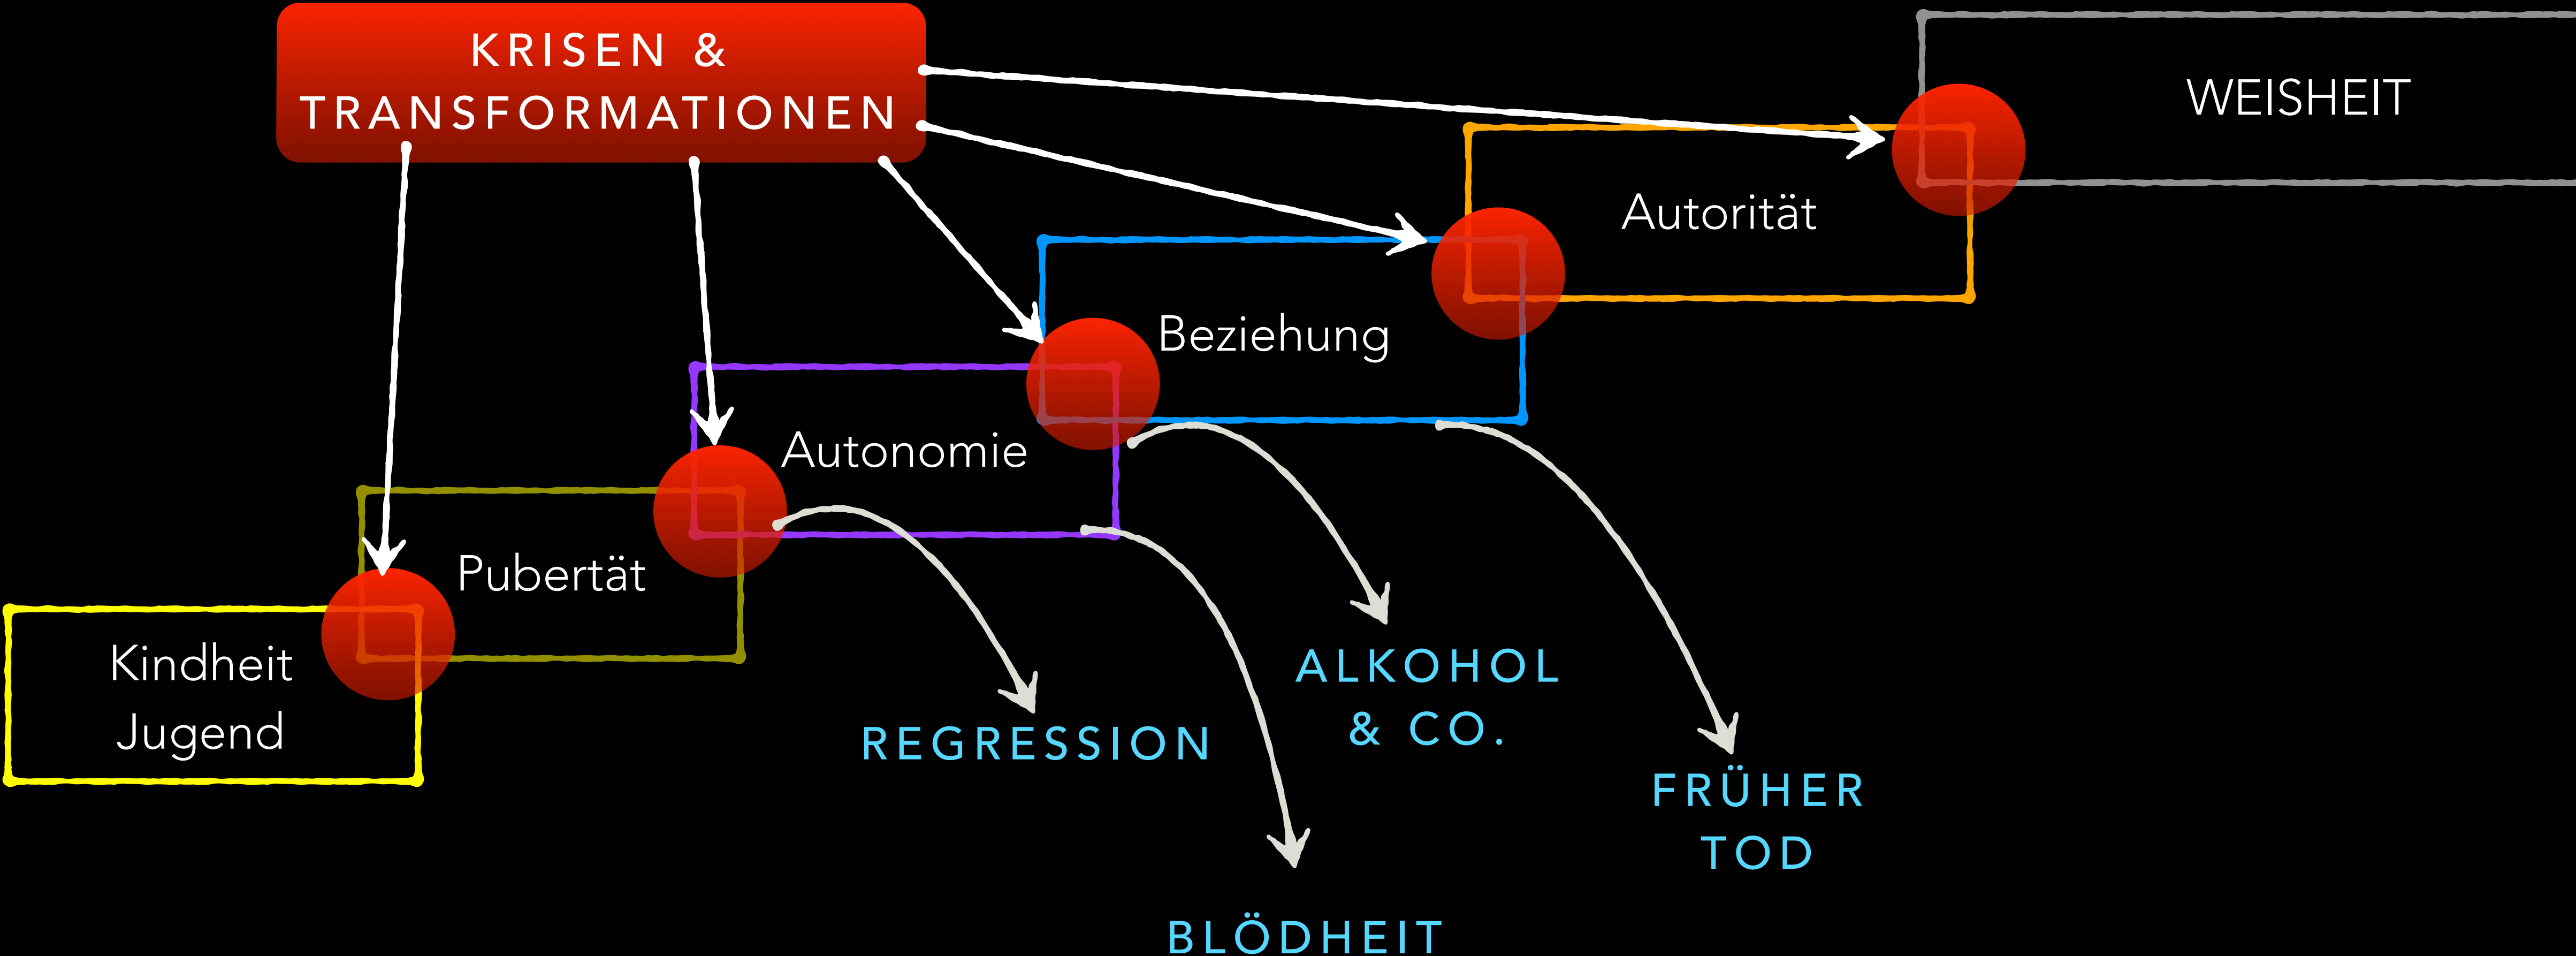 KRISEN &
TRANSFORMATIONEN
WEISHEIT
Autorität
Beziehung
Autonomie
Pubertät
Kindheit
Jugend
ALKOHOL
& CO.
REGRESSION
FRÜHER
TOD
BLÖDHEIT